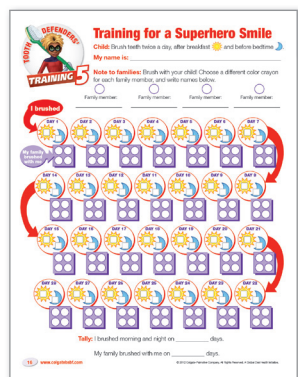 TOOTH DEFENDERS
TRAINING 5
Training for a Superhero Smile
Child: Brush teeth twice a day, after breakfast and before bedtime
My name is:
Note to families: Brush with your child! Choose a different color crayon
for each family member, and write names below.
Family member: Family member: Family member: Family member:
I brushed
DAY 1 DAY 2 DAY 3 DAY 4 DAY 5 DAY 6 DAY 7
My family
brushed
with me
DAY 14 DAY 13 DAY 12 DAY 11 DAY 10 DAY 9 DAY 8
DAY 15 DAY 16 DAY 17 DAY 18 DAY 19 DAY 20 DAY 21
DAY 28 DAY 27 DAY 26 DAY 25 DAY 24 DAY 23 DAY 22
Tally: I brushed morning and night on days.
My family brushed with me on days.
16 www.colgatebsbf.com